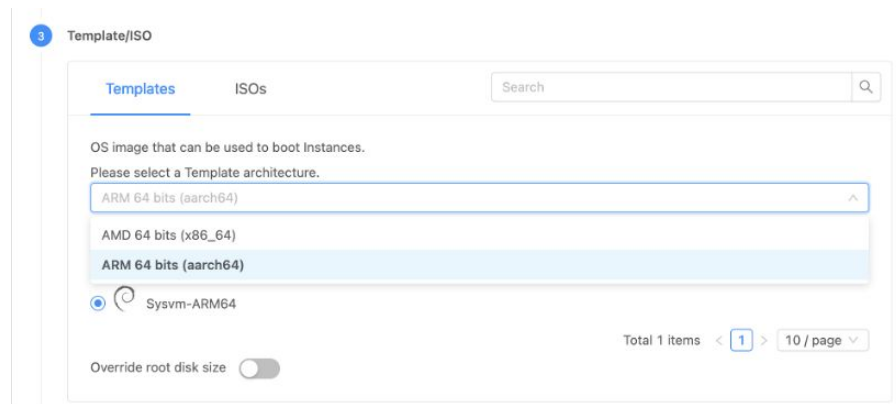 3 Template/ISO
Templates ISOs Search
OS image that can be used to boot Instances.
Please select a Template architecture.
ARM 64 bits (aarch64)
AMD 64 bits (x86_64)
ARM 64 bits (aarch64)
Sysvm-ARM64
Total 1 items < 1 > 10 / page
Override root disk size